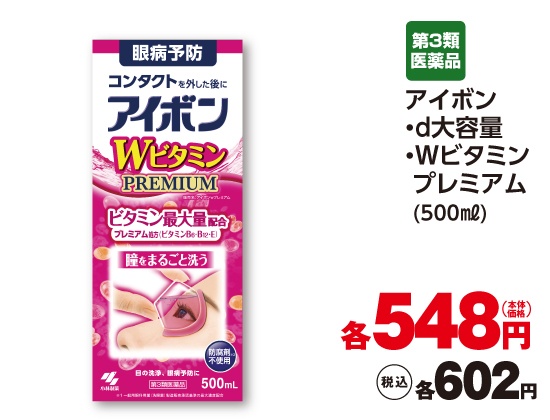 眼病予防
コンタクトを外した後に
アイボン
Wビタミン
PREMIUM
ビタミン最大量配合
プレミアム処方(ビタミンB6・B12・E)
瞳をまるごと洗う
防腐剤
不使用
目の洗浄、眼病予防に
第3類医薬品
小林製薬
500mL
第3類
医薬品
アイボン
・d大容量
・Wビタミン
プレミアム
(500㎖)
各548円(本体価格)
税込 各602円